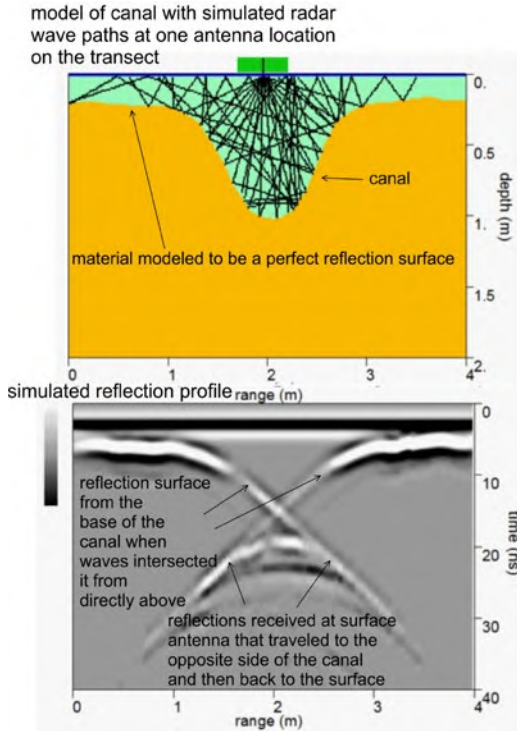 model of canal with simulated radar
wave paths at one antenna location
on the transect
0.
0.5
depth (m)
canal
1.
material modeled to be a perfect reflection surface
1.5
2.
0 1 2 3 4
range (m)
simulated reflection profile
0
reflection surface
from the
base of the
canal when
waves intersected
it from
directly above
10
time (ns)
20
reflections received at surface
antenna that traveled to the
opposite side of the canal
and then back to the surface
30
40
0 1 2 3 4
range (m)